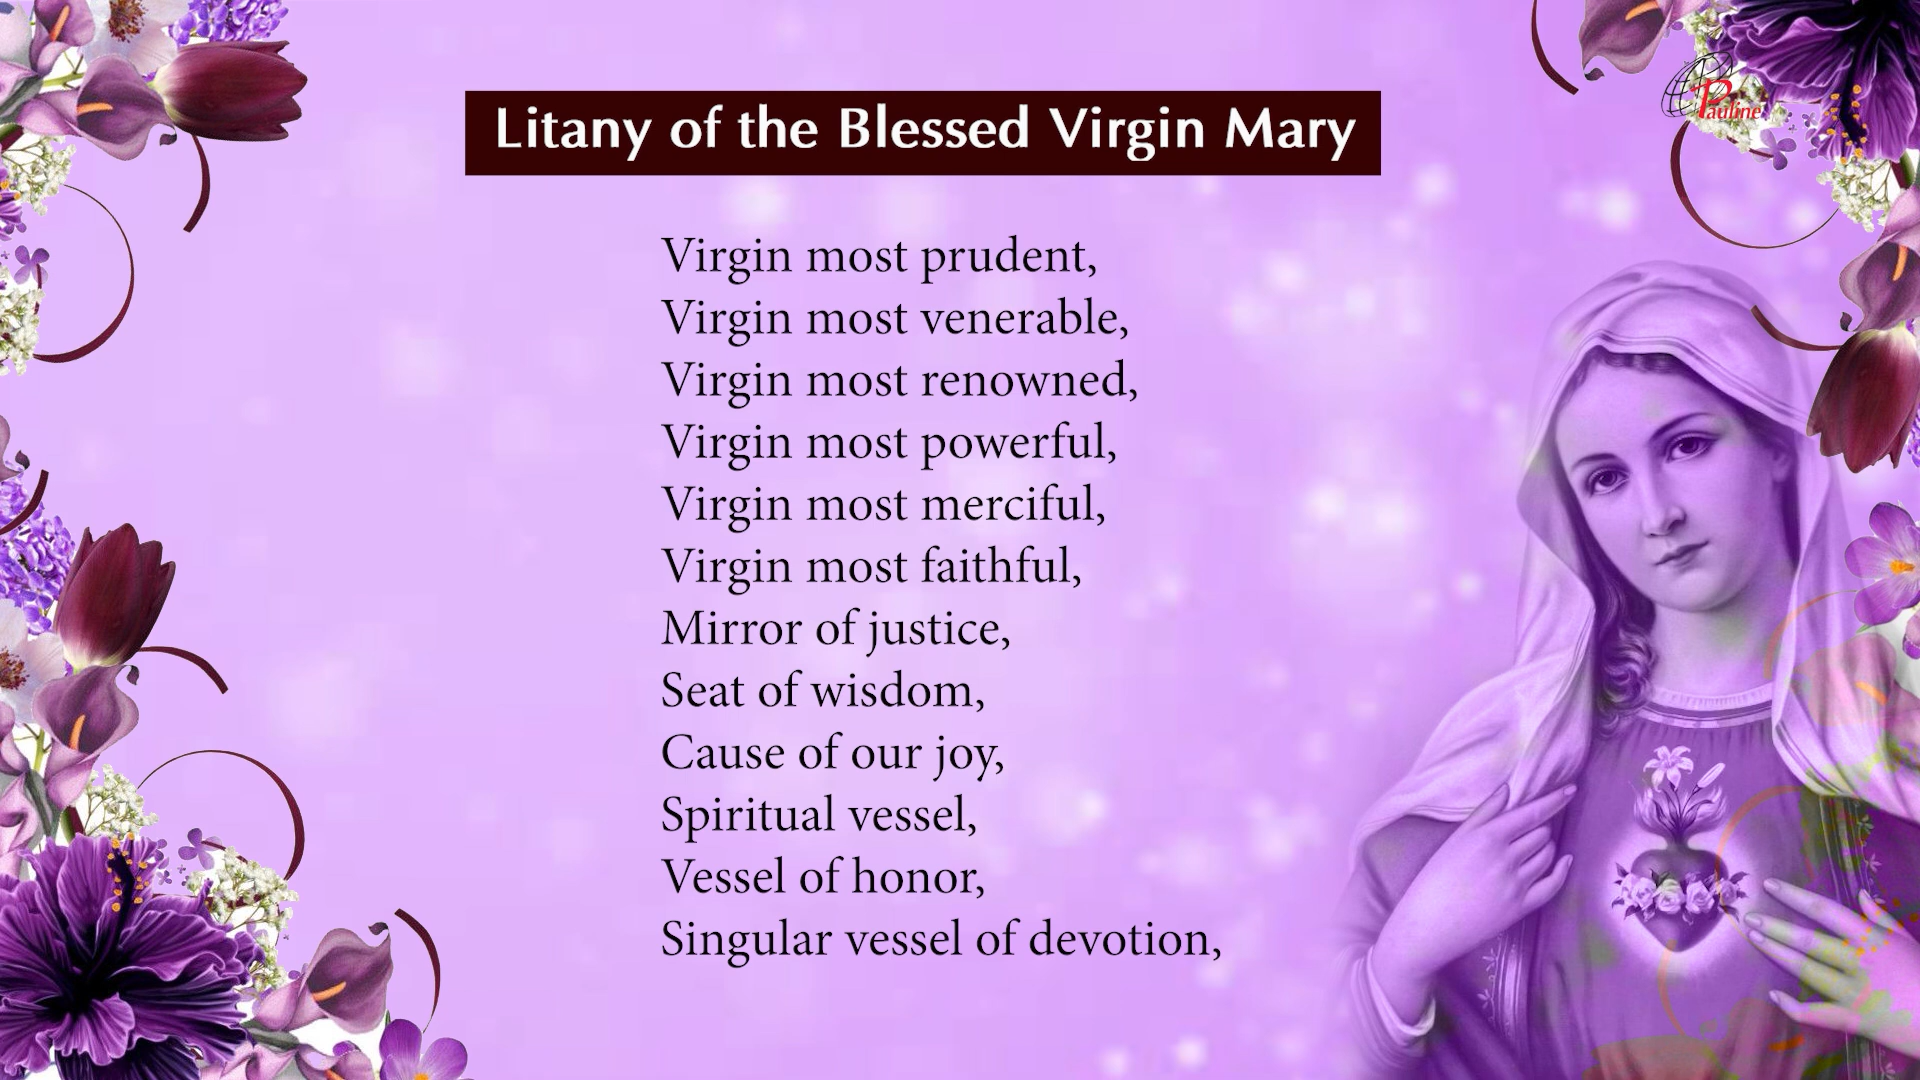 Litany of the Blessed Virgin Mary
Pauline
Virgin most prudent,
Virgin most venerable,
Virgin most renowned,
Virgin most powerful,
Virgin most merciful,
Virgin most faithful,
Mirror of justice,
Seat of wisdom,
Cause of our joy,
Spiritual vessel,
Vessel of honor,
Singular vessel of devotion,